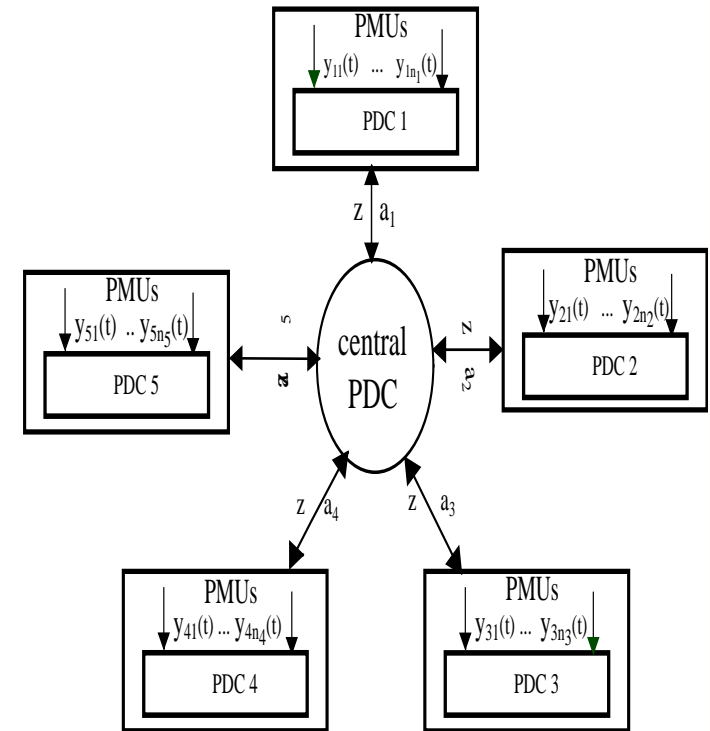 PMUs
y₁₁(t) ... y₁ₙ₁(t)
PDC 1
z a₁
PMUs
y₂₁(t) ... y₂ₙ₂(t)
PDC 2
z
a₂
central
PDC
PMUs
y₅₁(t) .. y₅ₙ₅(t)
PDC 5
5
z a₄
z a₃
PMUs
y₄₁(t) ... y₄ₙ₄(t)
PDC 4
PMUs
y₃₁(t) ... y₃ₙ₃(t)
PDC 3